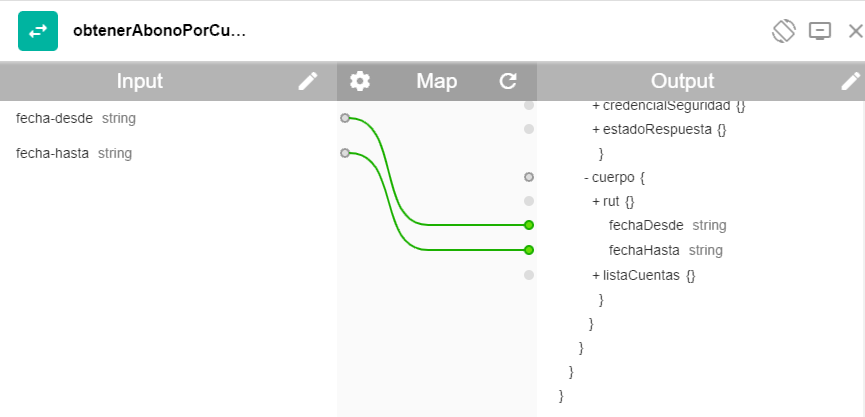 obtenerAbonoPorCu...
Input
Map
Output
fecha-desde string
fecha-hasta string
+ credencialSeguridad {}
+ estadoRespuesta {}
}
- cuerpo {
+ rut {}
fechaDesde string
fechaHasta string
+ listaCuentas {}
}
}
}
}
}